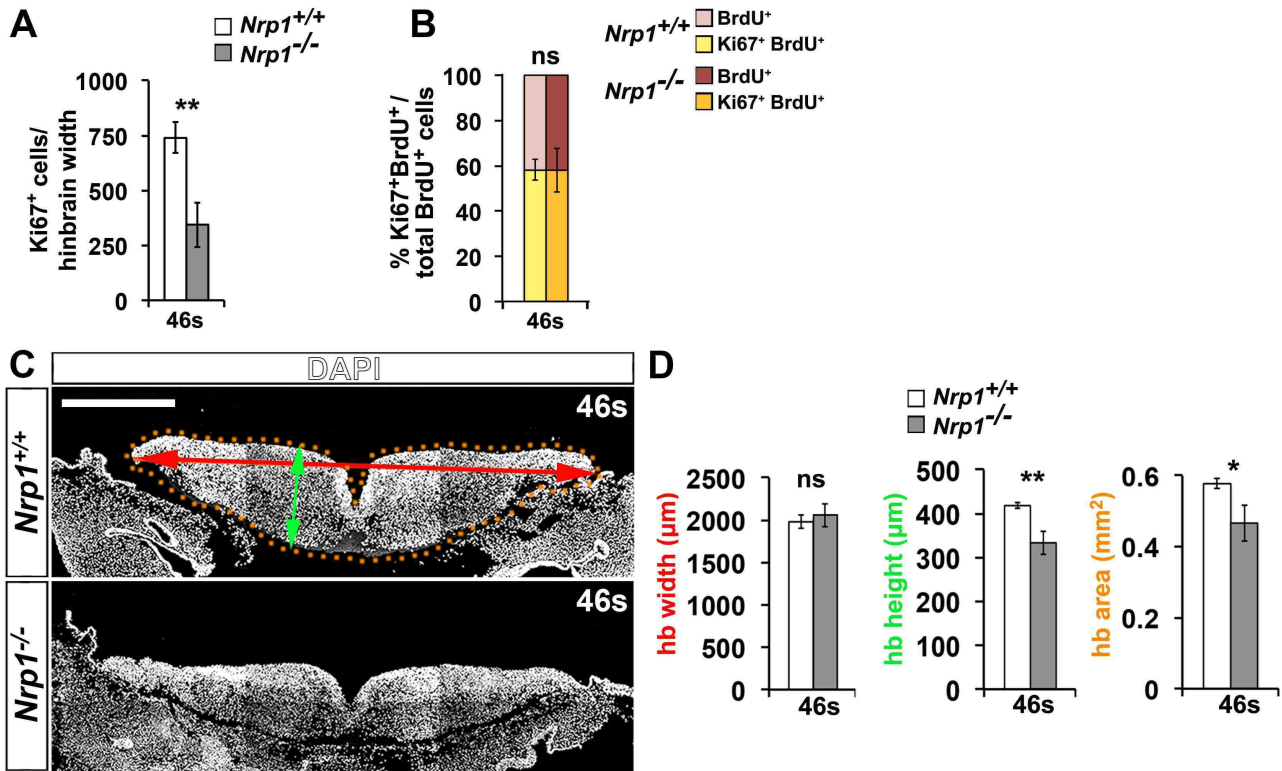 A
Nrp1+/+
Nrp1-/-
Ki67+ cells/
hinbrain width
1000
750
500
250
0
**
46s
B
Nrp1+/+
BrdU+
Ki67+ BrdU+
Nrp1-/-
BrdU+
Ki67+ BrdU+
% Ki67+BrdU+ /
total BrdU+ cells
ns
100
80
60
40
20
0
46s
C
DAPI
Nrp1+/+
46s
Nrp1-/-
46s
D
Nrp1+/+
Nrp1-/-
hb width (µm)
2500
2000
1500
1000
500
0
ns
46s
hb height (µm)
500
400
300
200
100
0
**
46s
hb area (mm2)
0.6
0.4
0.2
0
*
46s